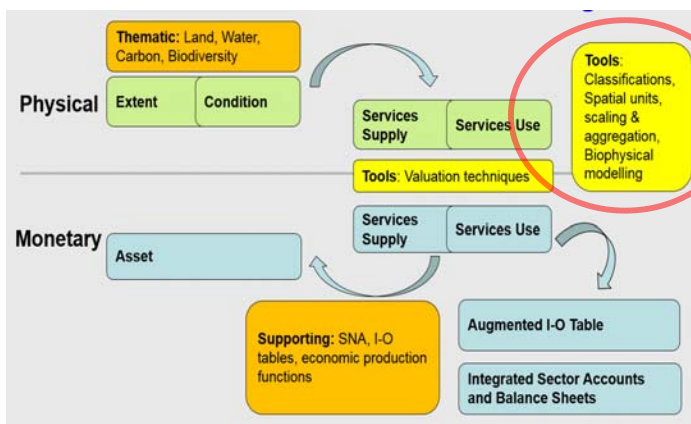 Thematic: Land, Water,
Carbon, Biodiversity
Physical
Extent
Condition
Services
Supply
Services Use
Tools:
Classifications,
Spatial units,
scaling &
aggregation,
Biophysical
modelling
Tools: Valuation techniques
Monetary
Asset
Services
Supply
Services Use
Supporting: SNA, I-O
tables, economic production
functions
Augmented I-O Table
Integrated Sector Accounts
and Balance Sheets